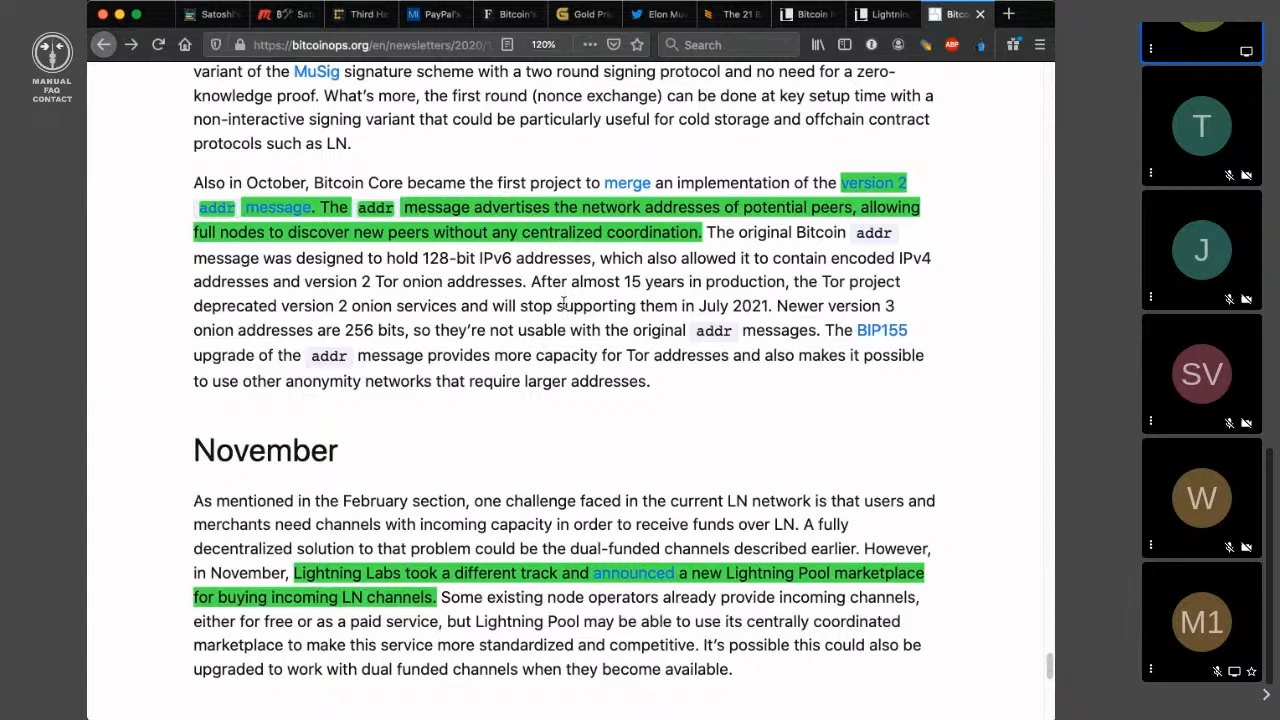 Satoshi'
B Sat
Third Ha
PayPal's
Bitcoin's
Gold Pri
Elon Mu
The 21 B
Bitcoin
Lightnin
Bitco
https://bitcoinops.org/en/newsletters/2020/1
120%
Search
ABP
MANUAL
FAQ
CONTACT
variant of the MuSig signature scheme with a two round signing protocol and no need for a zero-
knowledge proof. What's more, the first round (nonce exchange) can be done at key setup time with a
non-interactive signing variant that could be particularly useful for cold storage and offchain contract
protocols such as LN.
Also in October, Bitcoin Core became the first project to merge an implementation of the version 2
addr message. The addr message advertises the network addresses of potential peers, allowing
full nodes to discover new peers without any centralized coordination. The original Bitcoin addr
message was designed to hold 128-bit IPv6 addresses, which also allowed it to contain encoded IPv4
addresses and version 2 Tor onion addresses. After almost 15 years in production, the Tor project
deprecated version 2 onion services and will stop supporting them in July 2021. Newer version 3
onion addresses are 256 bits, so they're not usable with the original addr messages. The BIP155
upgrade of the addr message provides more capacity for Tor addresses and also makes it possible
to use other anonymity networks that require larger addresses.
November
As mentioned in the February section, one challenge faced in the current LN network is that users and
merchants need channels with incoming capacity in order to receive funds over LN. A fully
decentralized solution to that problem could be the dual-funded channels described earlier. However,
in November, Lightning Labs took a different track and announced a new Lightning Pool marketplace
for buying incoming LN channels. Some existing node operators already provide incoming channels,
either for free or as a paid service, but Lightning Pool may be able to use its centrally coordinated
marketplace to make this service more standardized and competitive. It's possible this could also be
upgraded to work with dual funded channels when they become available.
T
J
SV
W
M1